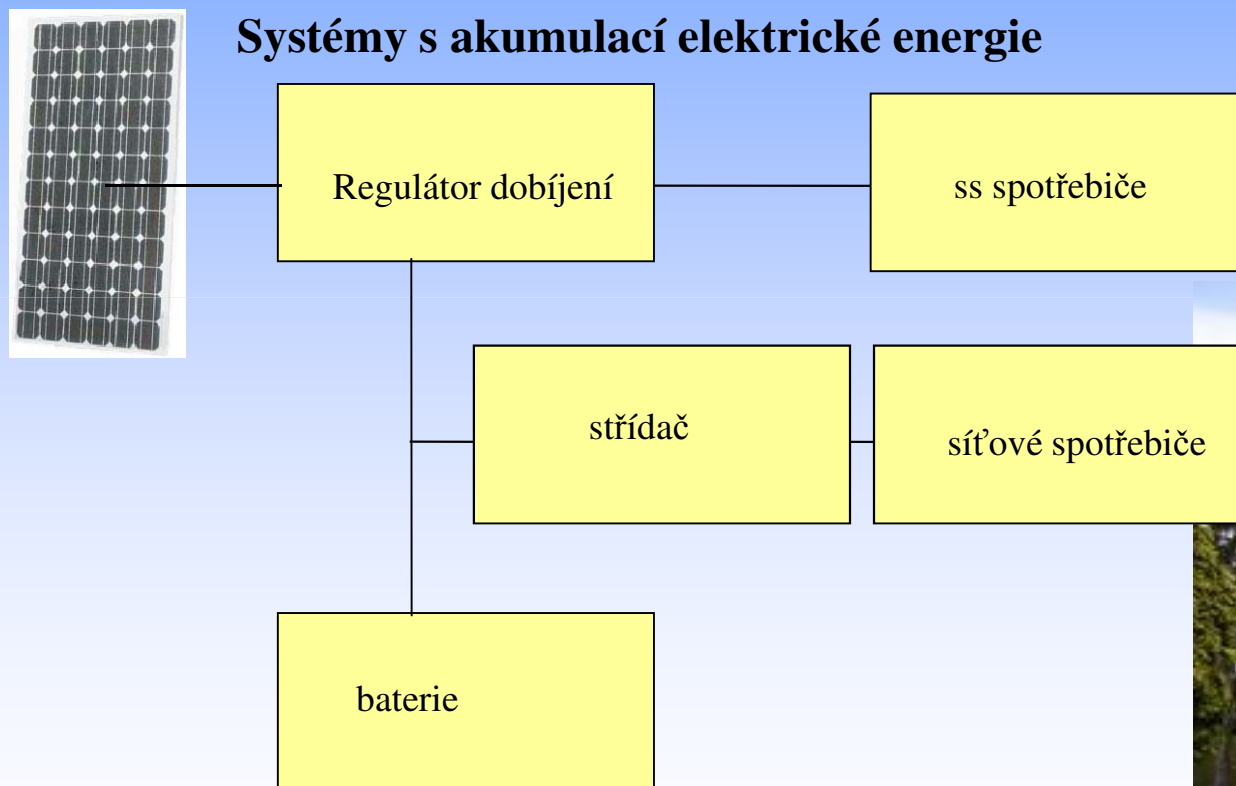 Systémy s akumulací elektrické energie
Regulátor dobíjení
ss spotřebiče
střídač
síťové spotřebiče
baterie